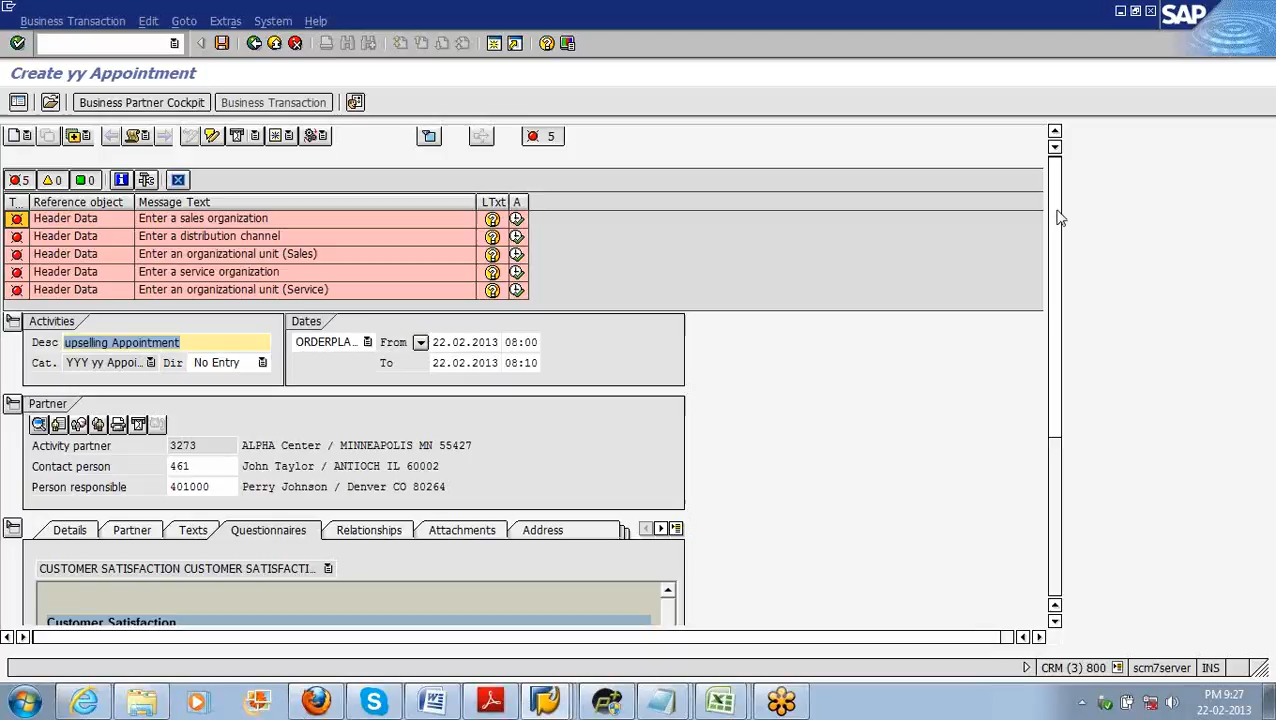 Business Transaction Edit Goto Extras System Help
SAP
Create yy Appointment
Business Partner Cockpit Business Transaction
5
5 0 0
T... Reference object Message Text LTxt A
Header Data Enter a sales organization
Header Data Enter a distribution channel
Header Data Enter an organizational unit (Sales)
Header Data Enter a service organization
Header Data Enter an organizational unit (Service)
Activities Dates
Desc upselling Appointment ORDERPLA... From 22.02.2013 08:00
Cat. YYY yy Appoi... Dir No Entry To 22.02.2013 08:10
Partner
Activity partner 3273 ALPHA Center / MINNEAPOLIS MN 55427
Contact person 461 John Taylor / ANTIOCH IL 60002
Person responsible 401000 Perry Johnson / Denver CO 80264
Details Partner Texts Questionnaires Relationships Attachments Address
CUSTOMER SATISFACTION CUSTOMER SATISFACTI...
Customer Satisfaction
CRM (3) 800 scm7server INS
PM 9:27
22-02-2013